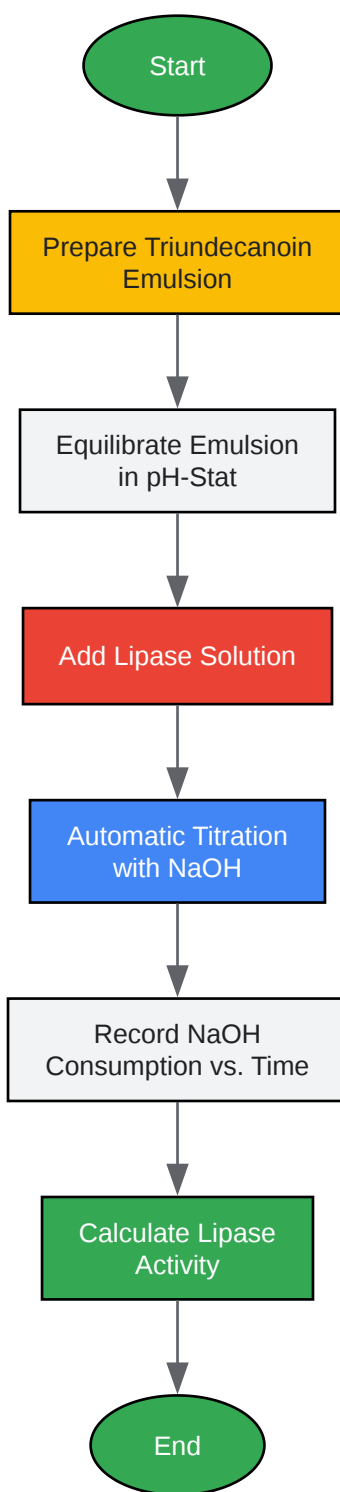 Start
Prepare Triundecanoin
Emulsion
Equilibrate Emulsion
in pH-Stat
Add Lipase Solution
Automatic Titration
with NaOH
Record NaOH
Consumption vs. Time
Calculate Lipase
Activity
End